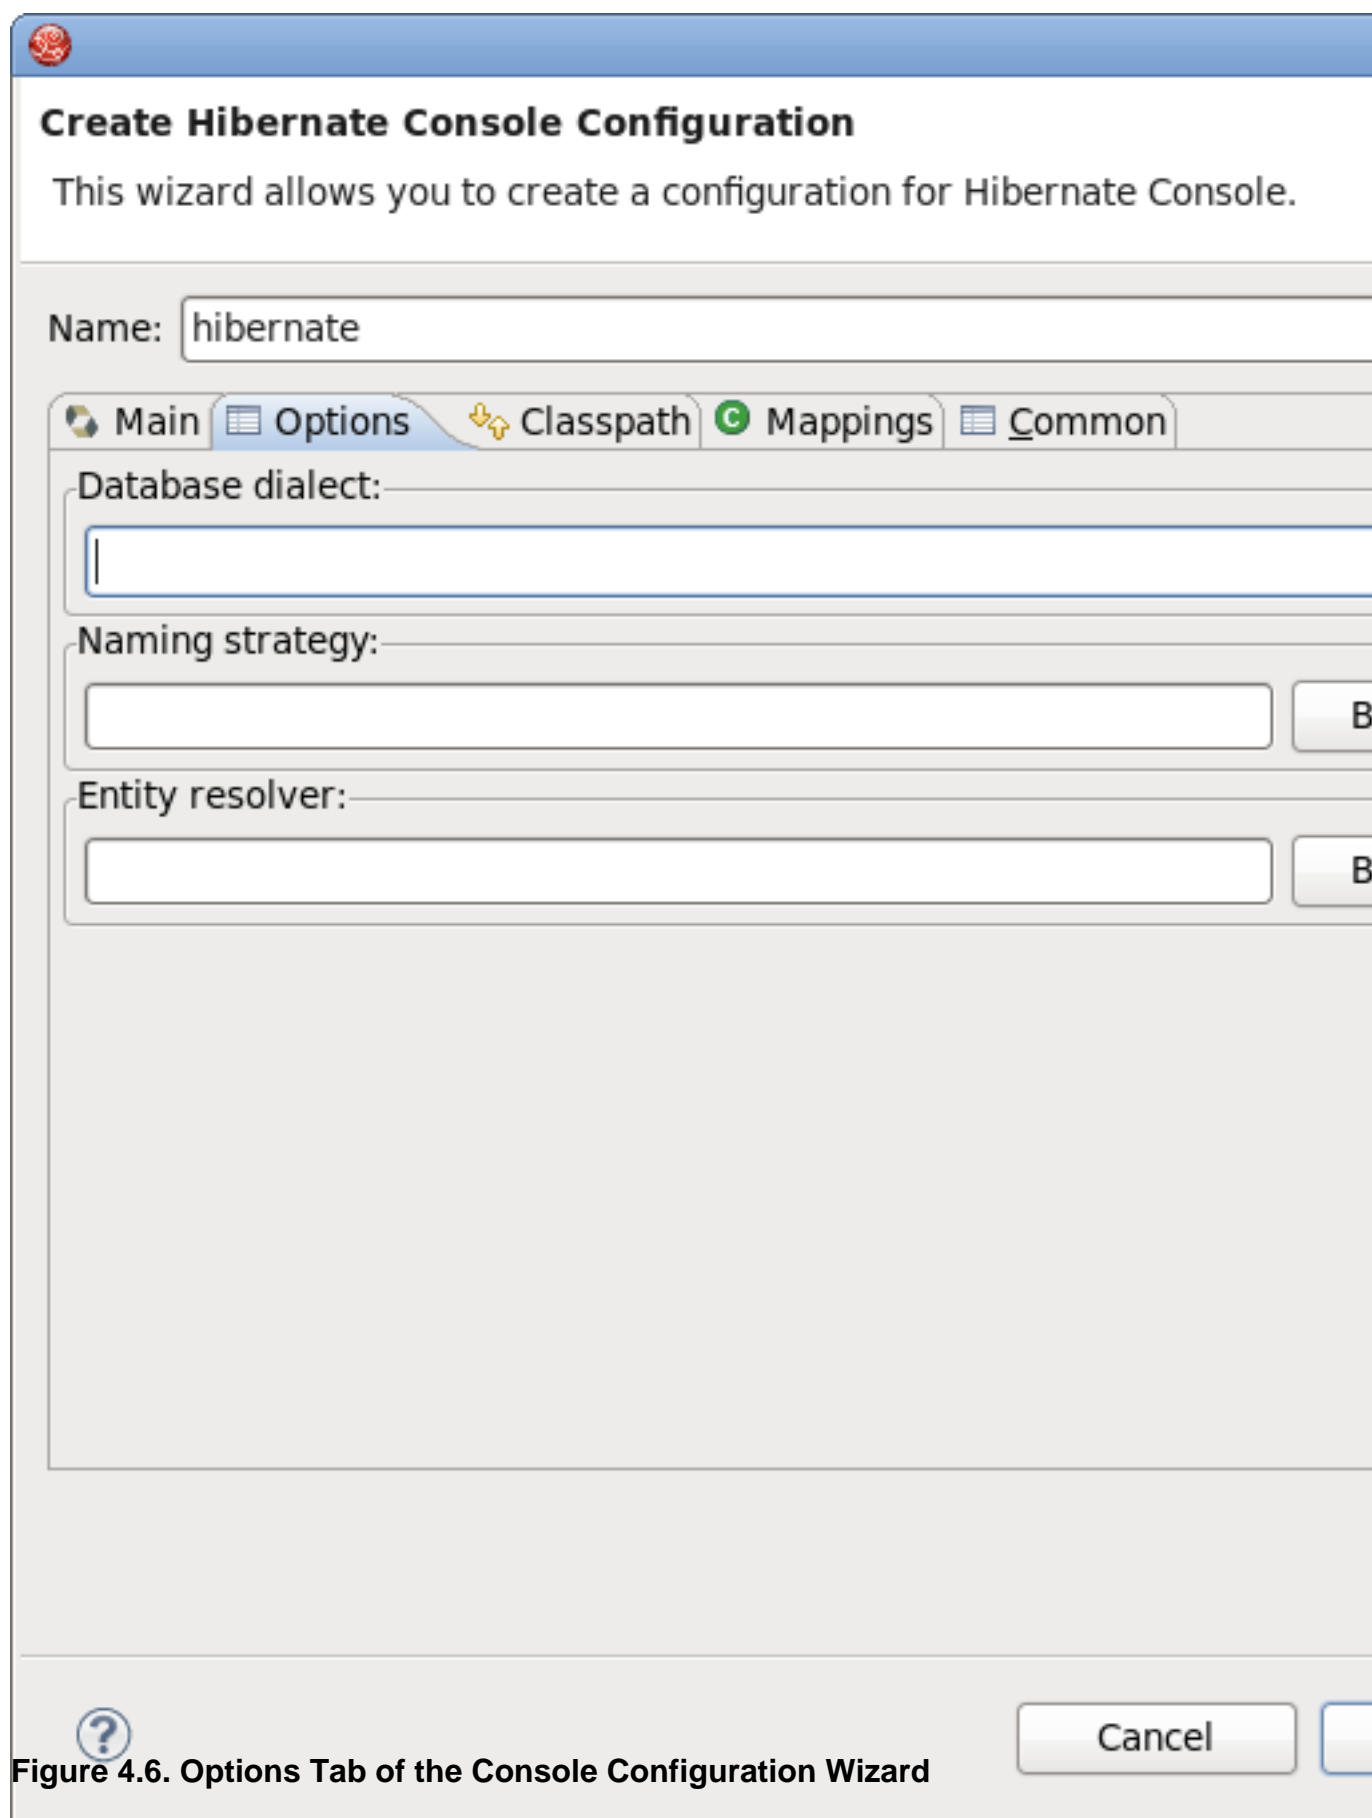 Create Hibernate Console Configuration
This wizard allows you to create a configuration for Hibernate Console.
Name: hibernate
Main Options Classpath C Mappings Common
Database dialect:
Naming strategy:
B
Entity resolver:
B
? Cancel
Figure 4.6. Options Tab of the Console Configuration Wizard